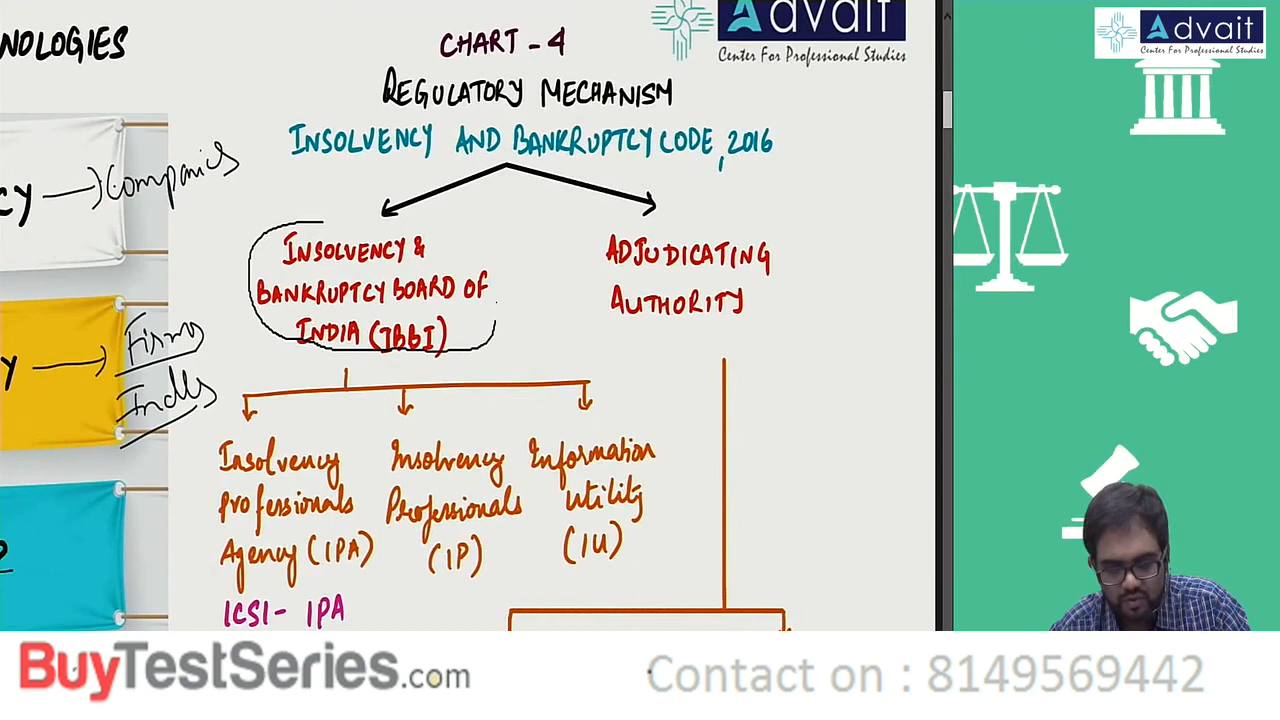 NOLOGIES
CHART - 4
REGULATORY MECHANISM
INSOLVENCY AND BANKRUPTCY CODE, 2016
Advait
Center For Professional Studies
Advait
Center For Professional Studies
CY → Companies
Y → Firms
Indls
INSOLVENCY &
BANKRUPTCY BOARD OF
INDIA (IBBI)
ADJUDICATING
AUTHORITY
Insolvency
Professionals
Agency (IPA)
ICSI - IPA
Insolvency
Professionals
(IP)
Information
utility
(IU)
BuyTestSeries.com
Contact on : 8149569442